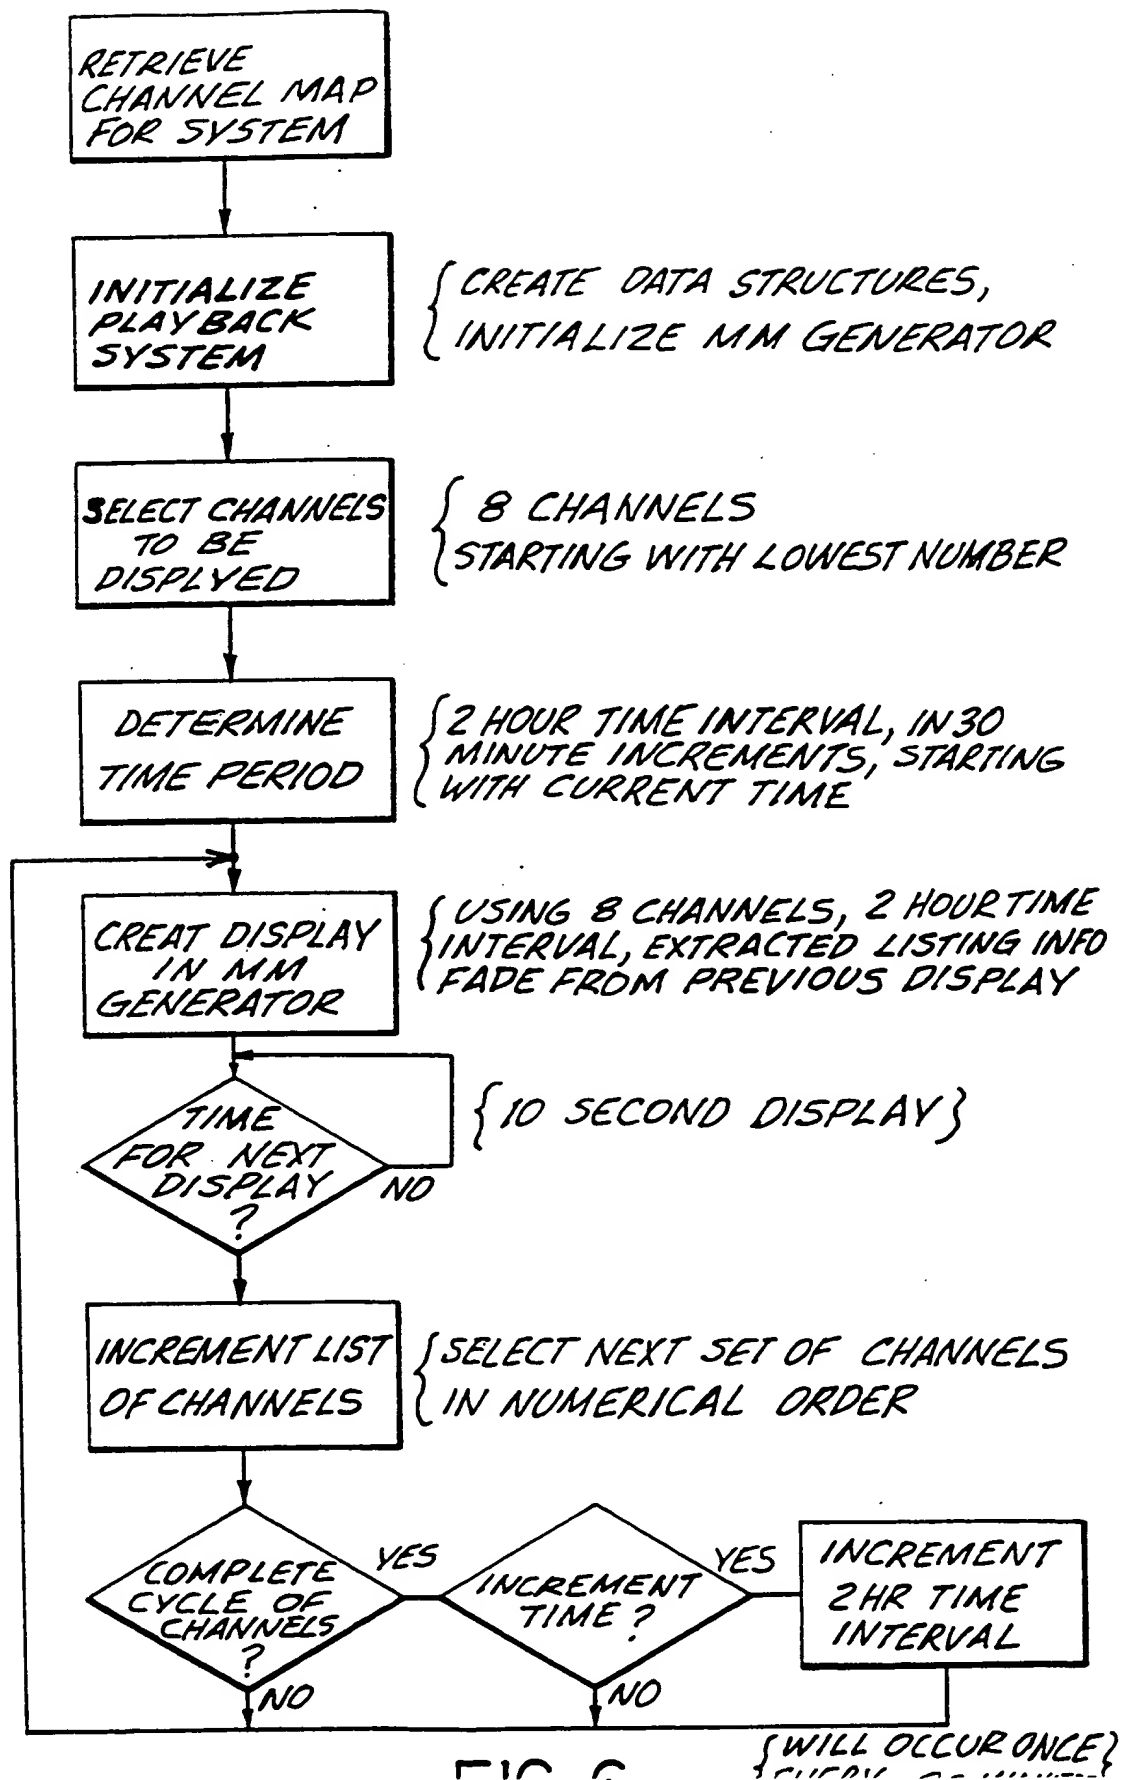 RETRIEVE
CHANNEL MAP
FOR SYSTEM
INITIALIZE
PLAYBACK
SYSTEM
{ CREATE DATA STRUCTURES,
INITIALIZE MM GENERATOR
SELECT CHANNELS
TO BE
DISPLYED
{ 8 CHANNELS
STARTING WITH LOWEST NUMBER
DETERMINE
TIME PERIOD
{ 2 HOUR TIME INTERVAL, IN 30
MINUTE INCREMENTS, STARTING
WITH CURRENT TIME
CREAT DISPLAY
IN MM
GENERATOR
{ USING 8 CHANNELS, 2 HOUR TIME
INTERVAL, EXTRACTED LISTING INFO
FADE FROM PREVIOUS DISPLAY
TIME
FOR NEXT
DISPLAY
?
NO
{ 10 SECOND DISPLAY }
INCREMENT LIST
OF CHANNELS
{ SELECT NEXT SET OF CHANNELS
IN NUMERICAL ORDER
COMPLETE
CYCLE OF
CHANNELS
?
YES
NO
INCREMENT
TIME?
YES
NO
INCREMENT
2HR TIME
INTERVAL
{ WILL OCCUR ONCE }